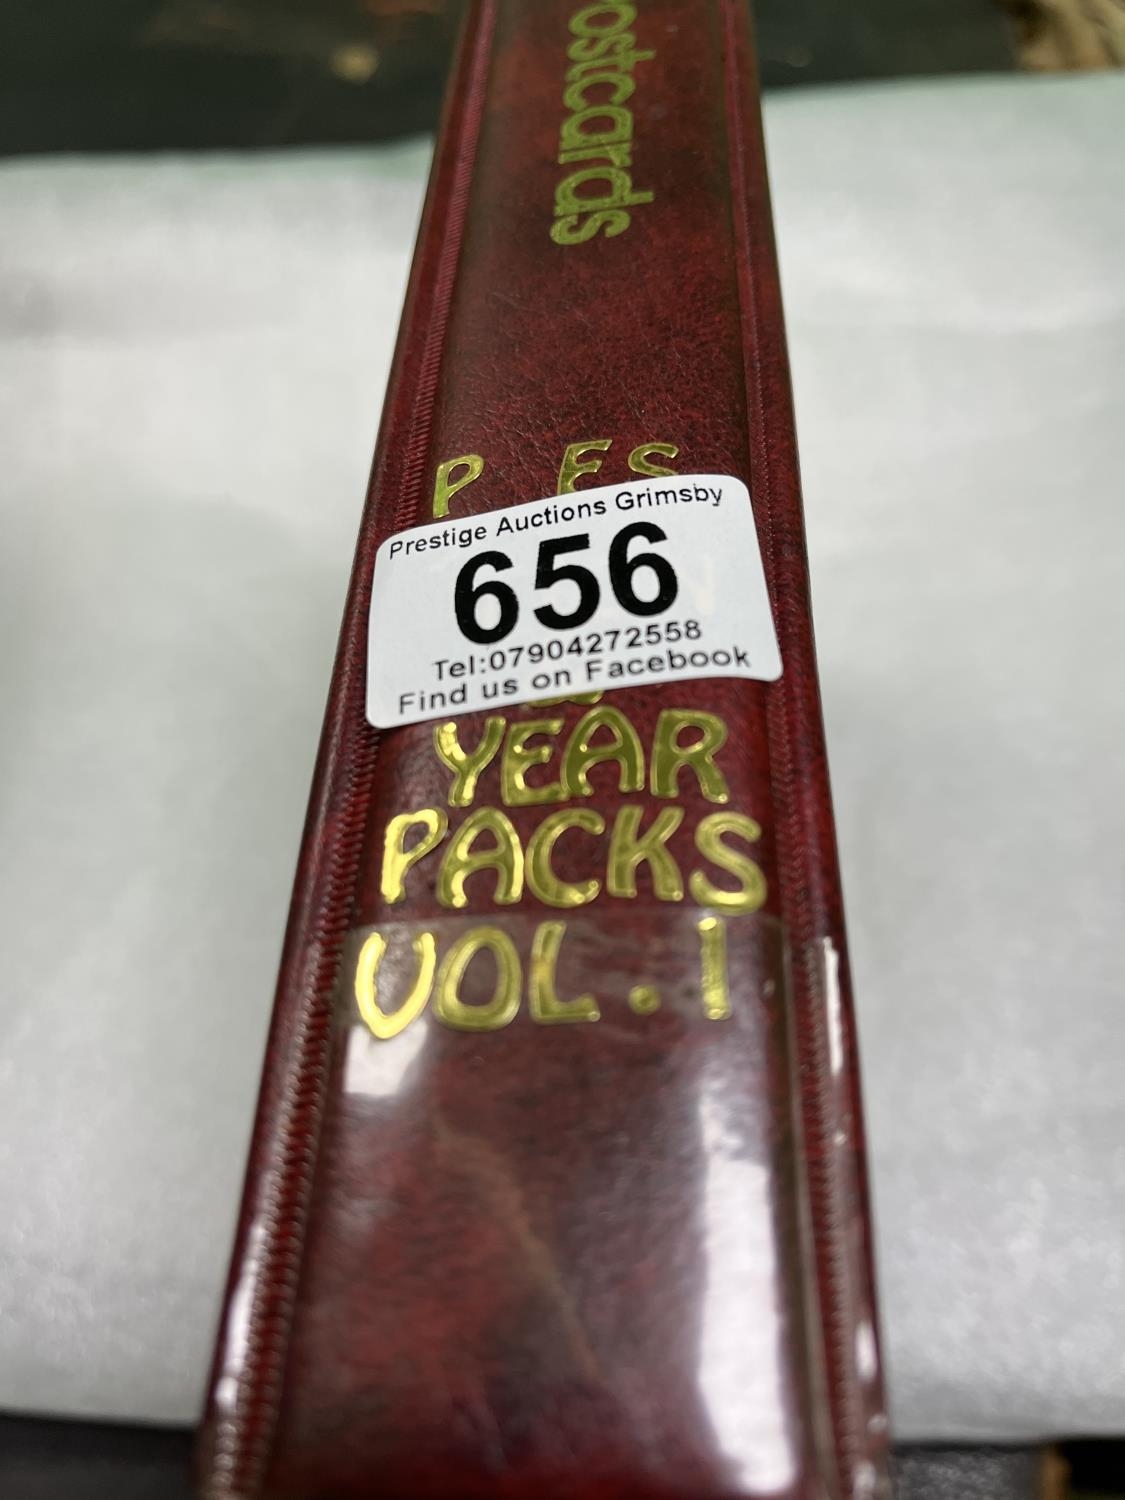 Postcards
Prestige Auctions Grimsby
656
Tel:07904272558
Find us on Facebook
YEAR
PACKS
VOL. 1